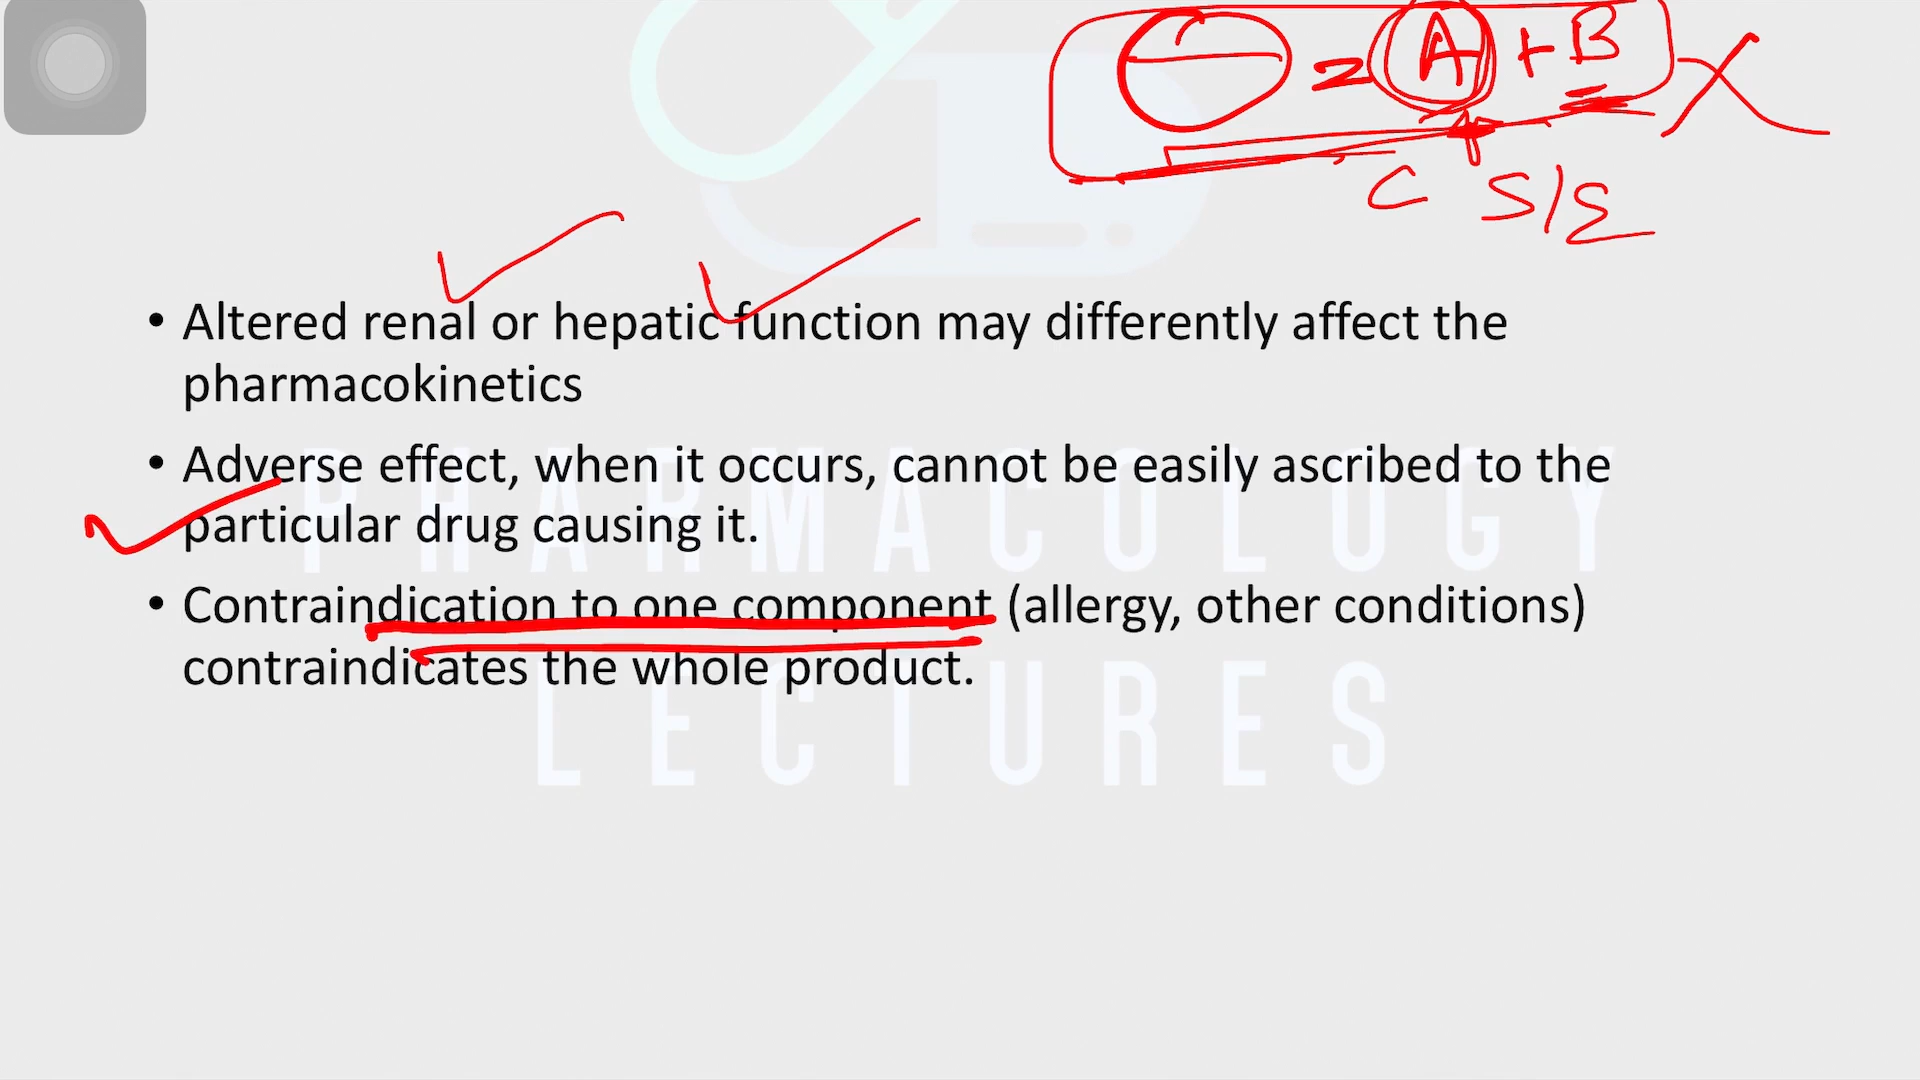 = A + B X
C S/E
• Altered renal or hepatic function may differently affect the
pharmacokinetics
• Adverse effect, when it occurs, cannot be easily ascribed to the
particular drug causing it.
• Contraindication to one component (allergy, other conditions)
contraindicates the whole product.
PHARMACOLOGY
LECTURES